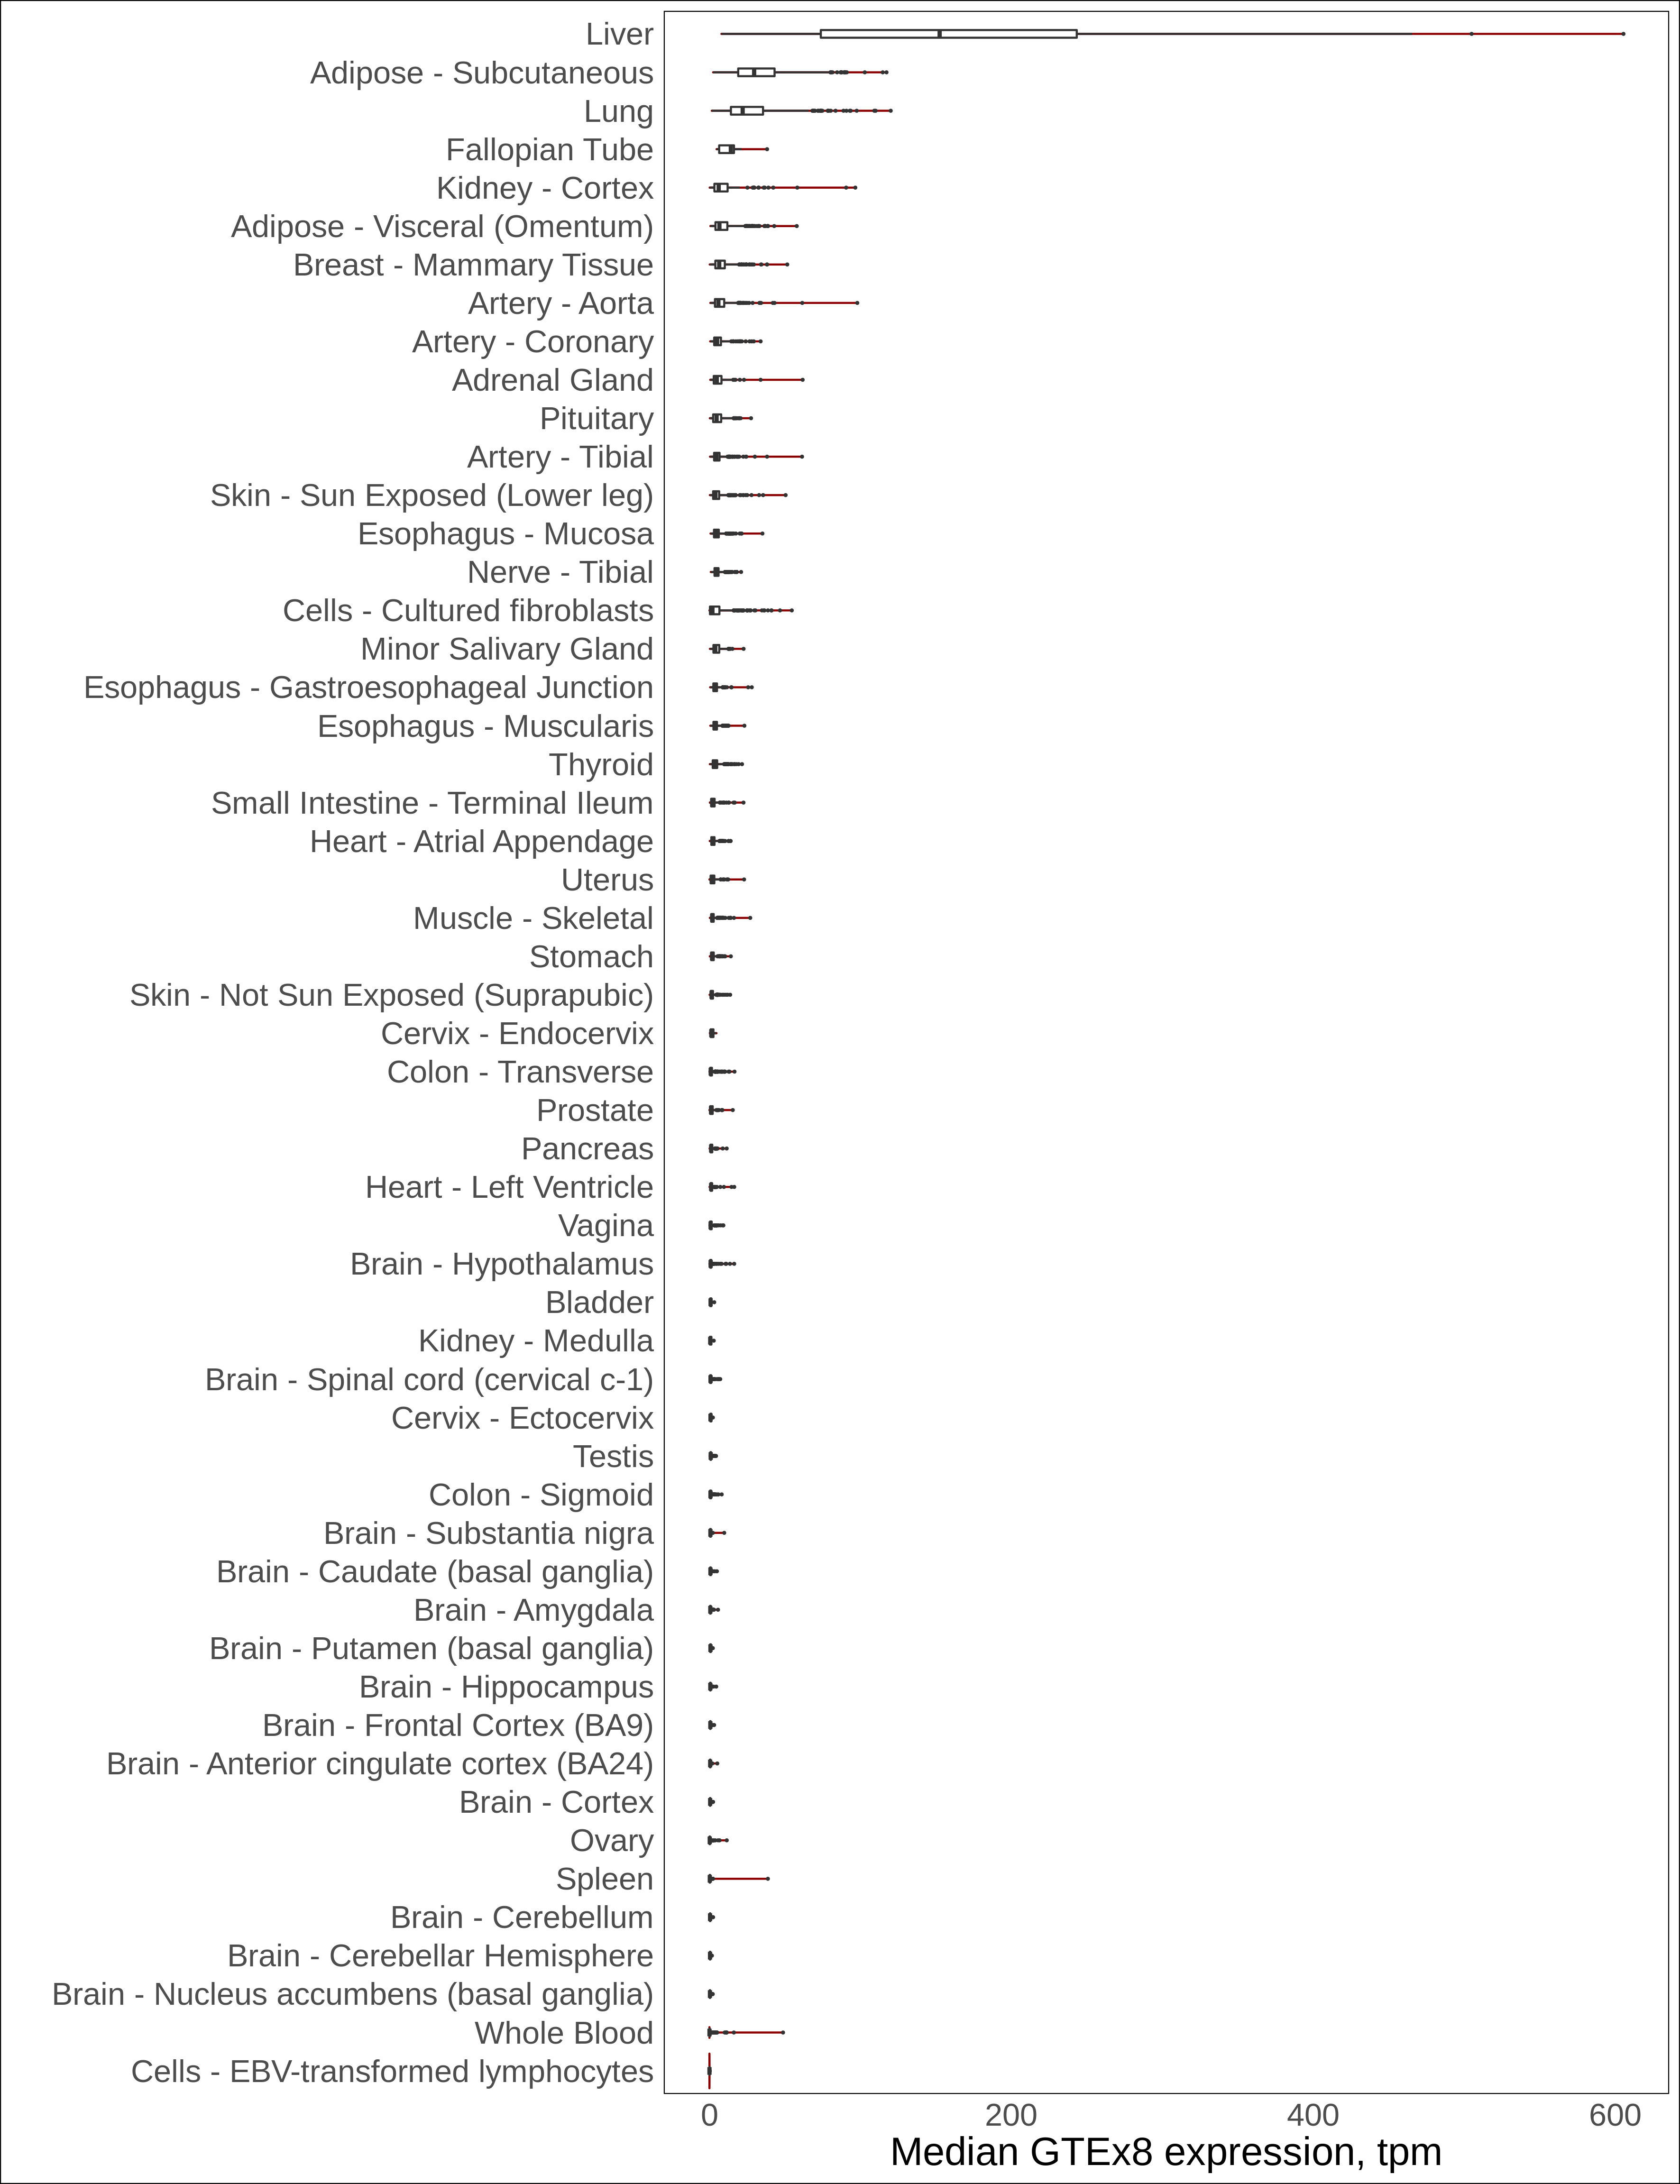 Liver
Adipose - Subcutaneous
Lung
Fallopian Tube
Kidney - Cortex
Adipose - Visceral (Omentum)
Breast - Mammary Tissue
Artery - Aorta
Artery - Coronary
Adrenal Gland
Pituitary
Artery - Tibial
Skin - Sun Exposed (Lower leg)
Esophagus - Mucosa
Nerve - Tibial
Cells - Cultured fibroblasts
Minor Salivary Gland
Esophagus - Gastroesophageal Junction
Esophagus - Muscularis
Thyroid
Small Intestine - Terminal Ileum
Heart - Atrial Appendage
Uterus
Muscle - Skeletal
Stomach
Skin - Not Sun Exposed (Suprapubic)
Cervix - Endocervix
Colon - Transverse
Prostate
Pancreas
Heart - Left Ventricle
Vagina
Brain - Hypothalamus
Bladder
Kidney - Medulla
Brain - Spinal cord (cervical c-1)
Cervix - Ectocervix
Testis
Colon - Sigmoid
Brain - Substantia nigra
Brain - Caudate (basal ganglia)
Brain - Amygdala
Brain - Putamen (basal ganglia)
Brain - Hippocampus
Brain - Frontal Cortex (BA9)
Brain - Anterior cingulate cortex (BA24)
Brain - Cortex
Ovary
Spleen
Brain - Cerebellum
Brain - Cerebellar Hemisphere
Brain - Nucleus accumbens (basal ganglia)
Whole Blood
Cells - EBV-transformed lymphocytes
0 200 400 600
Median GTEx8 expression, tpm